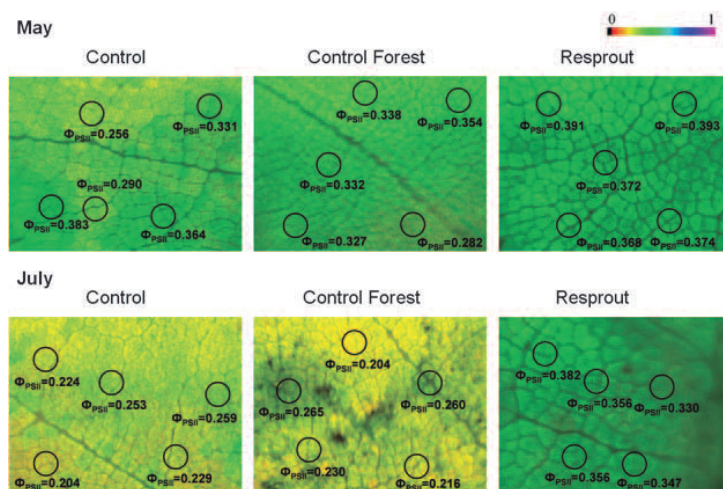 May
0 1
Control Control Forest Resprout
ΦPSII=0.256
ΦPSII=0.331
ΦPSII=0.290
ΦPSII=0.383
ΦPSII=0.364
ΦPSII=0.338
ΦPSII=0.354
ΦPSII=0.332
ΦPSII=0.327
ΦPSII=0.282
ΦPSII=0.391
ΦPSII=0.393
ΦPSII=0.372
ΦPSII=0.368
ΦPSII=0.374
July
Control Control Forest Resprout
ΦPSII=0.224
ΦPSII=0.253
ΦPSII=0.259
ΦPSII=0.204
ΦPSII=0.229
ΦPSII=0.204
ΦPSII=0.265
ΦPSII=0.260
ΦPSII=0.230
ΦPSII=0.216
ΦPSII=0.382
ΦPSII=0.356
ΦPSII=0.330
ΦPSII=0.356
ΦPSII=0.347